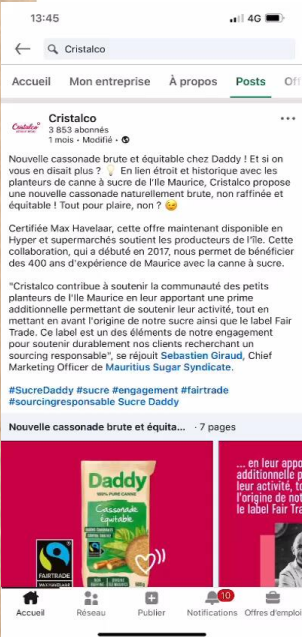 13:45
4G
Cristalco
Accueil Mon entreprise À propos Posts Off
Cristalco
Cristalco
3 853 abonnés
1 mois • Modifié •
Nouvelle cassonade brute et équitable chez Daddy ! Et si on
vous en disait plus ? 💡 En lien étroit et historique avec les
planteurs de canne à sucre de l'Ile Maurice, Cristalco propose
une nouvelle cassonade naturellement brute, non raffinée et
équitable ! Tout pour plaire, non ? 😉
Certifiée Max Havelaar, cette offre maintenant disponible en
Hyper et supermarchés soutient les producteurs de l'île. Cette
collaboration, qui a débuté en 2017, nous permet de bénéficier
des 400 ans d'expérience de Maurice avec la canne à sucre.
"Cristalco contribue à soutenir la communauté des petits
planteurs de l'Ile Maurice en leur apportant une prime
additionnelle permettant de soutenir leur activité, tout en
mettant en avant l'origine de notre sucre ainsi que le label Fair
Trade. Ce label est un des éléments de notre engagement
pour soutenir durablement nos clients recherchant un
sourcing responsable", se réjouit Sebastien Giraud, Chief
Marketing Officer de Mauritius Sugar Syndicate.
#SucreDaddy #sucre #engagement #fairtrade
#sourcingresponsable Sucre Daddy
Nouvelle cassonade brute et équita... · 7 pages
Daddy
100% PURE CANNE
Cassonade
équitable
FAIRTRADE
MAX HAVELAAR
500g
... en leur appo
additionnelle p
leur activité, to
l'origine de not
le label Fair Tra
10
Accueil Réseau Publier Notifications Offres d'emploi